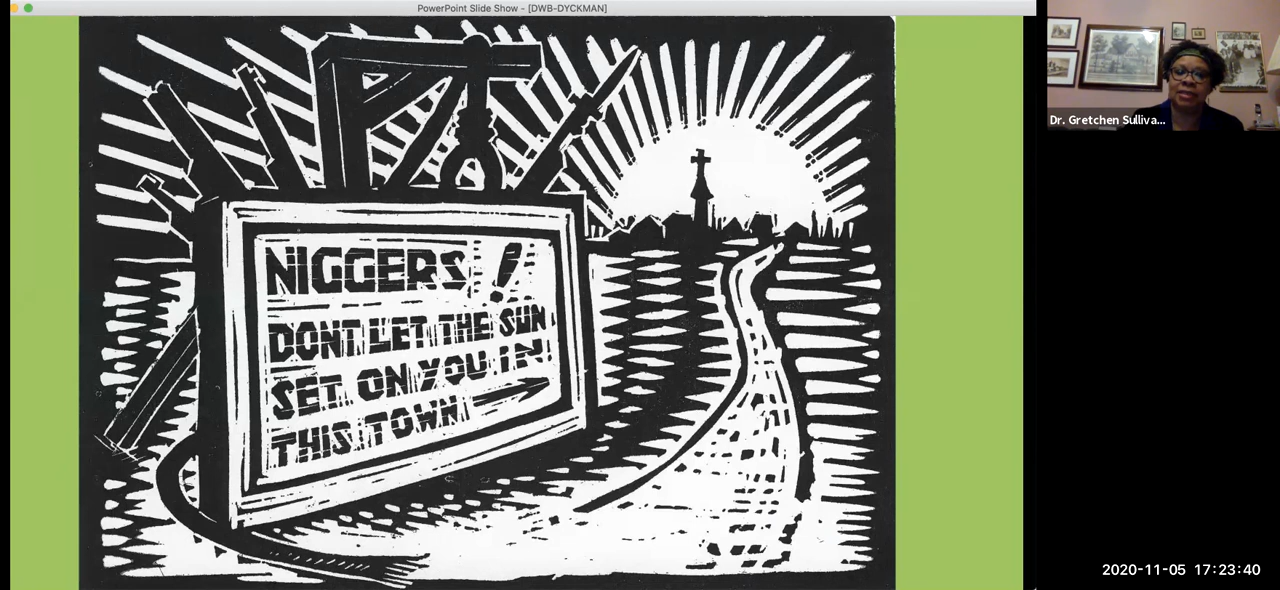 PowerPoint Slide Show - [DWB-DYCKMAN]
NIGGERS!
DONT LET THE SUN
SET ON YOU IN
THIS TOWN
Dr. Gretchen Sulliva...
2020-11-05 17:23:40